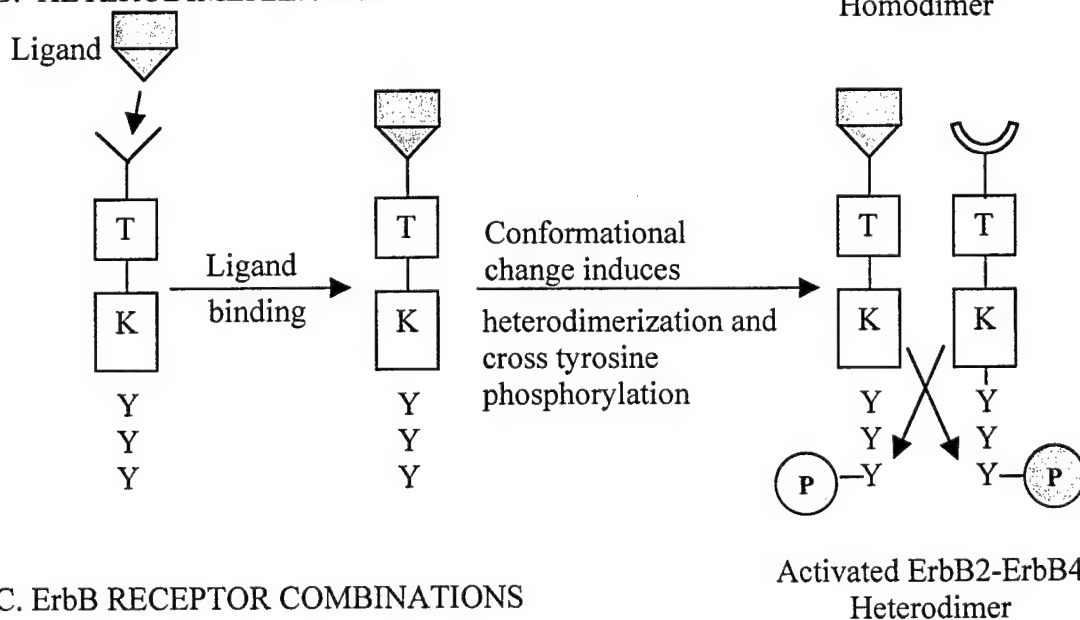 Homodimer
Ligand
T
K
Y
Y
Y
Ligand
binding
T
K
Y
Y
Y
Conformational
change induces
heterodimerization and
cross tyrosine
phosphorylation
T
K
Y
Y
P
Y
T
K
Y
Y
Y
P
Activated ErbB2-ErbB4
Heterodimer
C. ErbB RECEPTOR COMBINATIONS